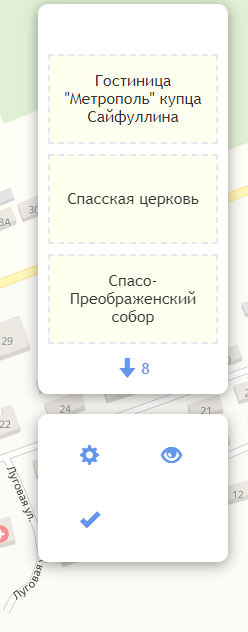 Гостиница
"Метрополь" купца
Сайфуллина
Спасская церковь
Спасо-
Преображенский
собор
8
8А
30
29
22
24
21
12
Луговая ул.
Луговая